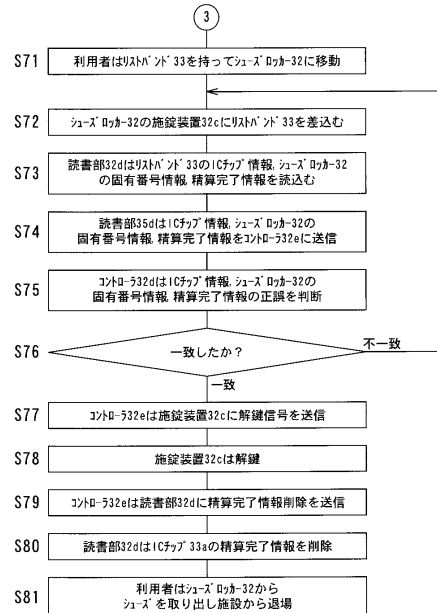 3
S71 利用者はﾘｽﾄﾊﾞﾝﾄﾞ33を持ってｼｭｰｽﾞﾛｯｶｰ32に移動
S72 ｼｭｰｽﾞﾛｯｶｰ32の施錠装置32cにﾘｽﾄﾊﾞﾝﾄﾞ33を差込む
S73 読書部32dはﾘｽﾄﾊﾞﾝﾄﾞ33のICﾁｯﾌﾟ情報,ｼｭｰｽﾞﾛｯｶｰ32
の固有番号情報,精算完了情報を読込む
S74 読書部35dはICﾁｯﾌﾟ情報,ｼｭｰｽﾞﾛｯｶｰ32の
固有番号情報,精算完了情報をｺﾝﾄﾛｰﾗ32eに送信
S75 ｺﾝﾄﾛｰﾗ32dはICﾁｯﾌﾟ情報,ｼｭｰｽﾞﾛｯｶｰ32の
固有番号情報,精算完了情報の正誤を判断
S76 一致したか?
不一致
一致
S77 ｺﾝﾄﾛｰﾗ32eは施錠装置32cに解鍵信号を送信
S78 施錠装置32cは解鍵
S79 ｺﾝﾄﾛｰﾗ32eは読書部32dに精算完了情報削除を送信
S80 読書部32dはICﾁｯﾌﾟ33aの精算完了情報を削除
S81 利用者はｼｭｰｽﾞﾛｯｶｰ32から
ｼｭｰｽﾞを取り出し施設から退場